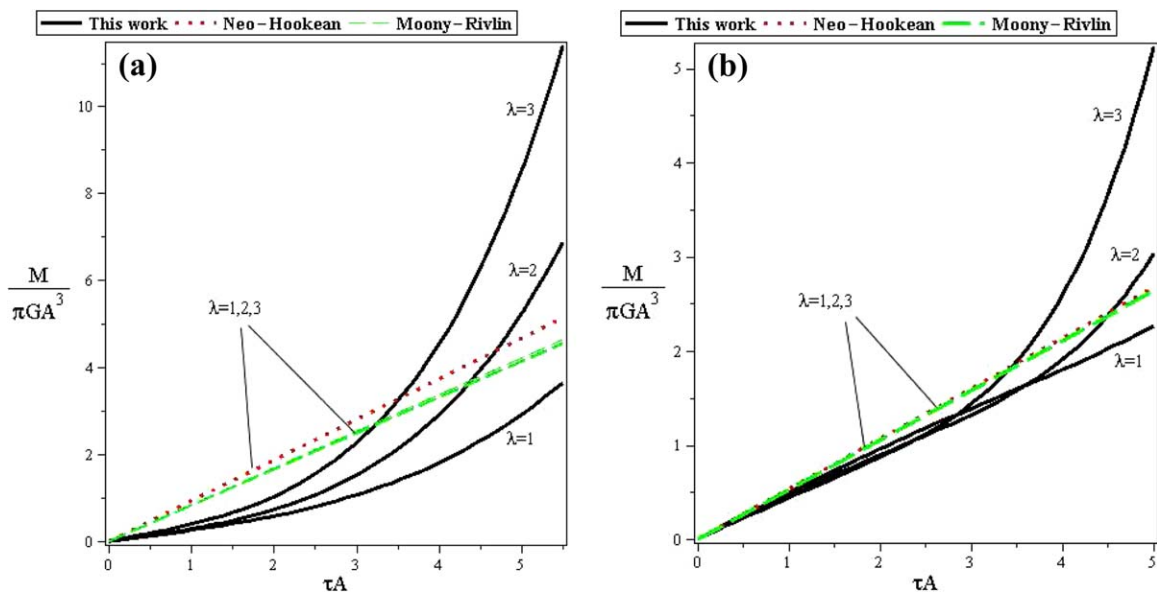 This work Neo-Hookean Moony-Rivlin
(a)
10
8
6
4
2
0
M
πGA³
λ=3
λ=2
λ=1,2,3
λ=1
0 1 2 3 4 5
τA
This work Neo-Hookean Moony-Rivlin
(b)
5
4
3
2
1
0
M
πGA³
λ=3
λ=2
λ=1,2,3
λ=1
0 1 2 3 4 5
τA